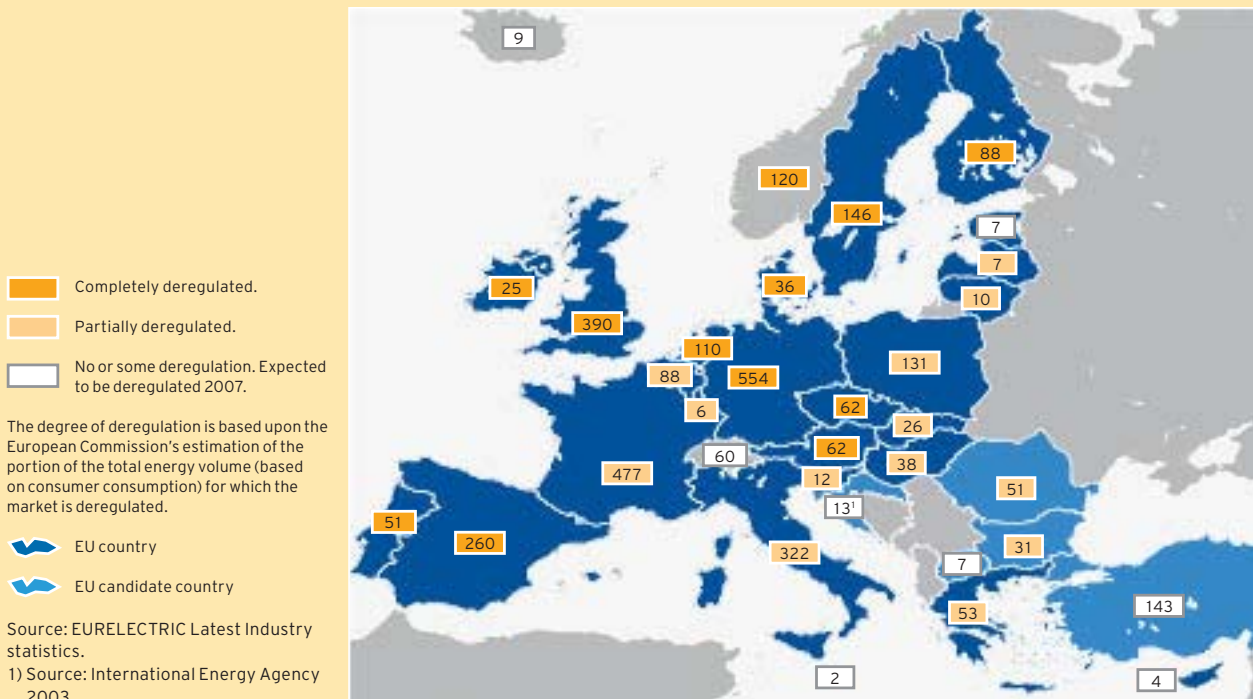 Completely deregulated.
Partially deregulated.
No or some deregulation. Expected
to be deregulated 2007.
The degree of deregulation is based upon the
European Commission's estimation of the
portion of the total energy volume (based
on consumer consumption) for which the
market is deregulated.
EU country
EU candidate country
Source: EURELECTRIC Latest Industry
statistics.
1) Source: International Energy Agency
2003
9
88
120
146
7
7
10
25
36
390
110
131
88
554
6
62
26
62
60
38
477
12
51
13¹
51
260
31
322
7
53
143
2
4